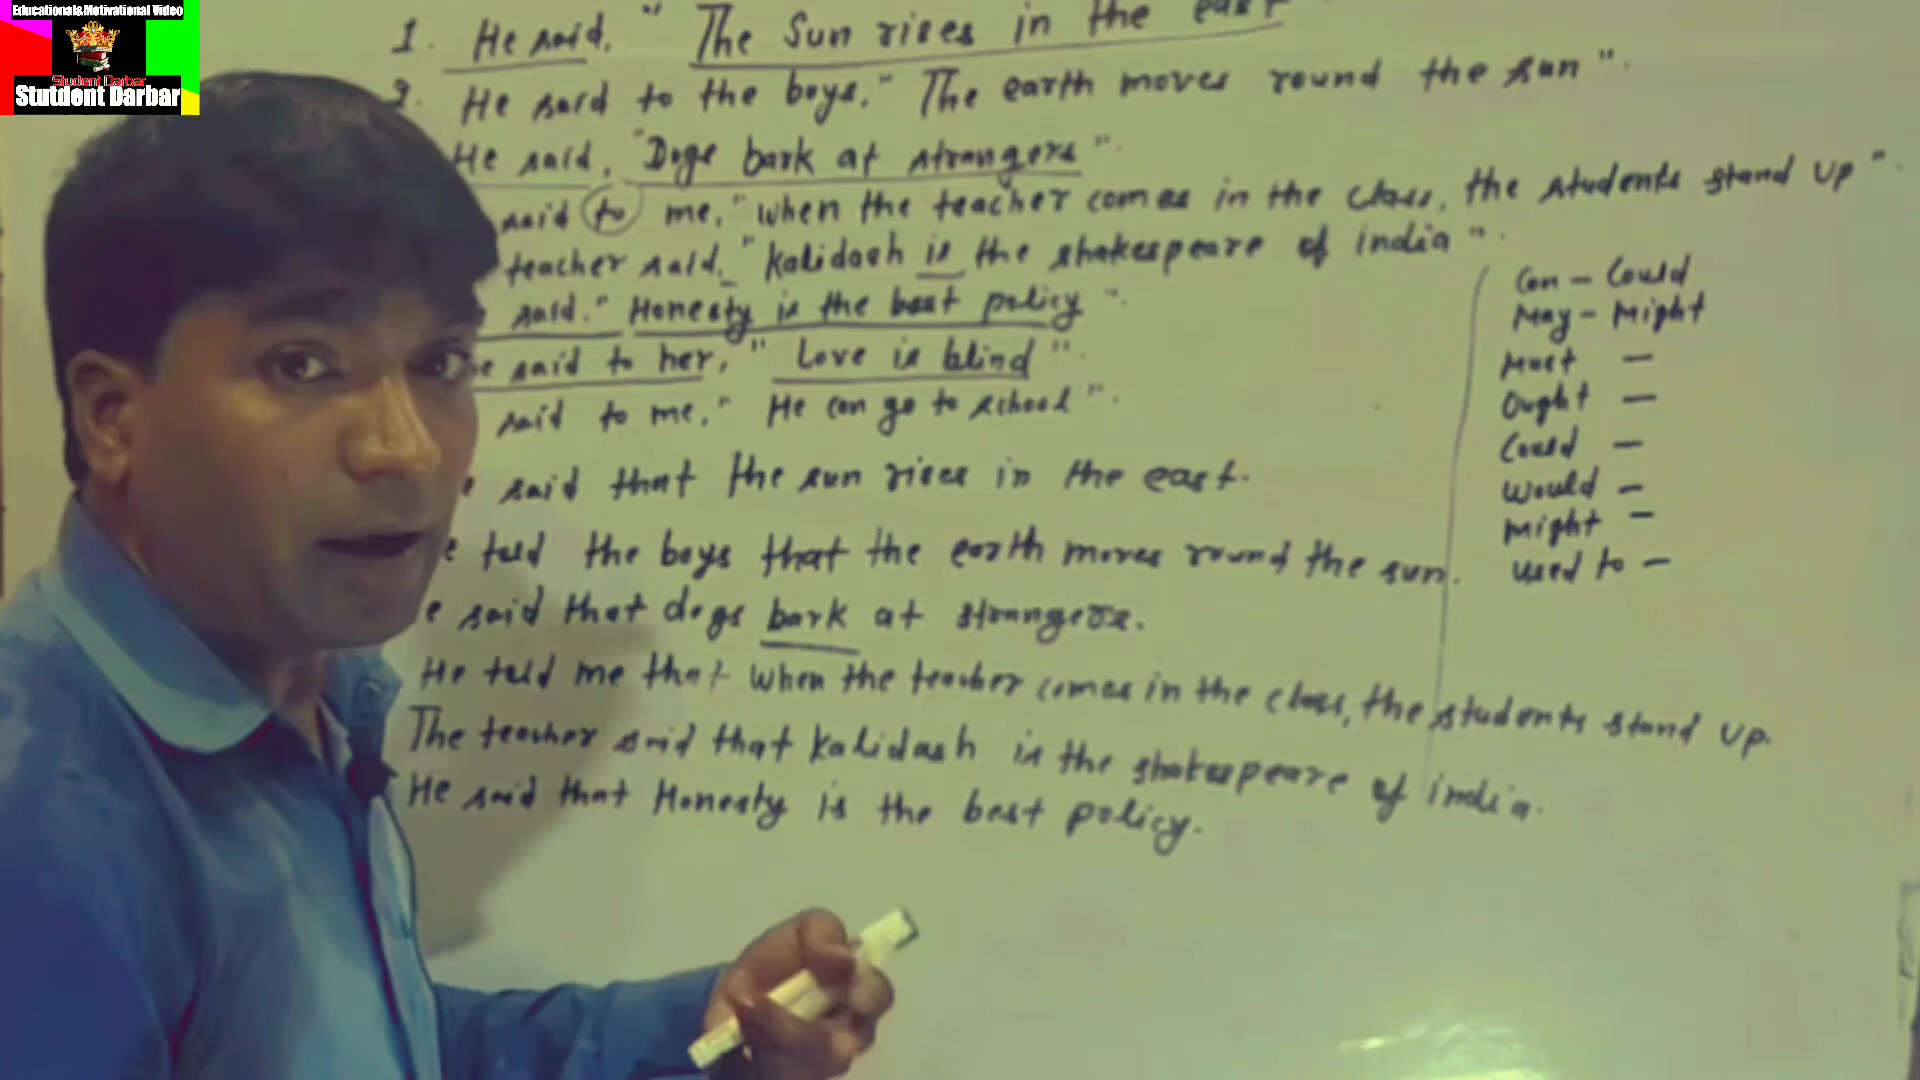 Educational&Motivational Video
Student Darbar
Stutdent Darbar
1. He said, " The Sun rises in the east
2. He said to the boys, " The earth moves round the sun ".
He said, "Dogs bark at strangers ".
said to me, "when the teacher comes in the class, the students stand up ".
teacher said, " Kalidash is the shakespeare of india ".
said, " Honesty is the best policy ".
said to her, " Love is blind ".
said to me, " He can go to school ".
said that the sun rises in the east.
told the boys that the earth moves round the sun.
said that dogs bark at strangers.
He told me that when the teacher comes in the class, the students stand up.
The teacher said that Kalidash is the shakespeare of india.
He said that Honesty is the best policy.
Can - Could
May - Might
Must -
Ought -
Could -
Would -
Might -
used to -